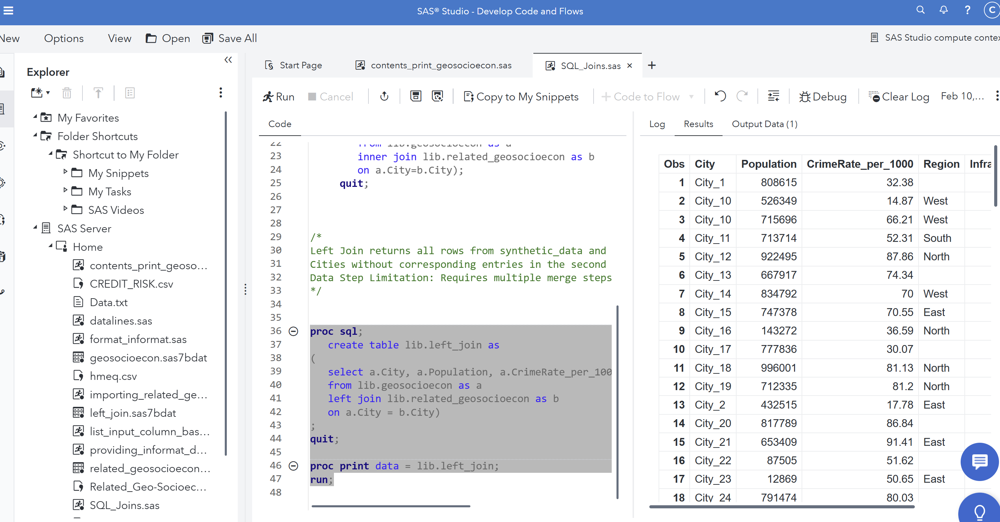 SAS® Studio - Develop Code and Flows
C
New Options View Open Save All
SAS Studio compute contex
Explorer
My Favorites
Folder Shortcuts
Shortcut to My Folder
My Snippets
My Tasks
SAS Videos
SAS Server
Home
contents_print_geoso...
CREDIT_RISK.csv
Data.txt
datalines.sas
format_informat.sas
geosocioecon.sas7bdat
hmeq.csv
importing_related_ge...
left_join.sas7bdat
list_input_column_bas...
providing_informat_d...
related_geosocioecon...
Related_Geo-Socioec...
SQL_Joins.sas
Start Page contents_print_geosocioecon.sas SQL_Joins.sas
Run Cancel Copy to My Snippets Code to Flow Debug Clear Log Feb 10,...
Code
22 from lib.geosocioecon as a
23 inner join lib.related_geosocioecon as b
24 on a.City=b.City);
25 quit;
26
27
28
29 /*
30 Left Join returns all rows from synthetic_data and
31 Cities without corresponding entries in the second
32 Data Step Limitation: Requires multiple merge steps
33 */
34
35
36 proc sql;
37 create table lib.left_join as
38 (
39 select a.City, a.Population, a.CrimeRate_per_100
40 from lib.geosocioecon as a
41 left join lib.related_geosocioecon as b
42 on a.City = b.City)
43 ;
44 quit;
45
46 proc print data = lib.left_join;
47 run;
48
Log Results Output Data (1)
Obs City Population CrimeRate_per_1000 Region Infra
1 City_1 808615 32.38
2 City_10 526349 14.87 West
3 City_10 715696 66.21 West
4 City_11 713714 52.31 South
5 City_12 922495 87.86 North
6 City_13 667917 74.34
7 City_14 834792 70 West
8 City_15 747378 70.55 East
9 City_16 143272 36.59 North
10 City_17 777836 30.07
11 City_18 996001 81.13 North
12 City_19 712335 81.2 North
13 City_2 432515 17.78 East
14 City_20 817789 86.84
15 City_21 653409 91.41 East
16 City_22 87505 51.62
17 City_23 12869 50.65 East
18 City_24 791474 80.03